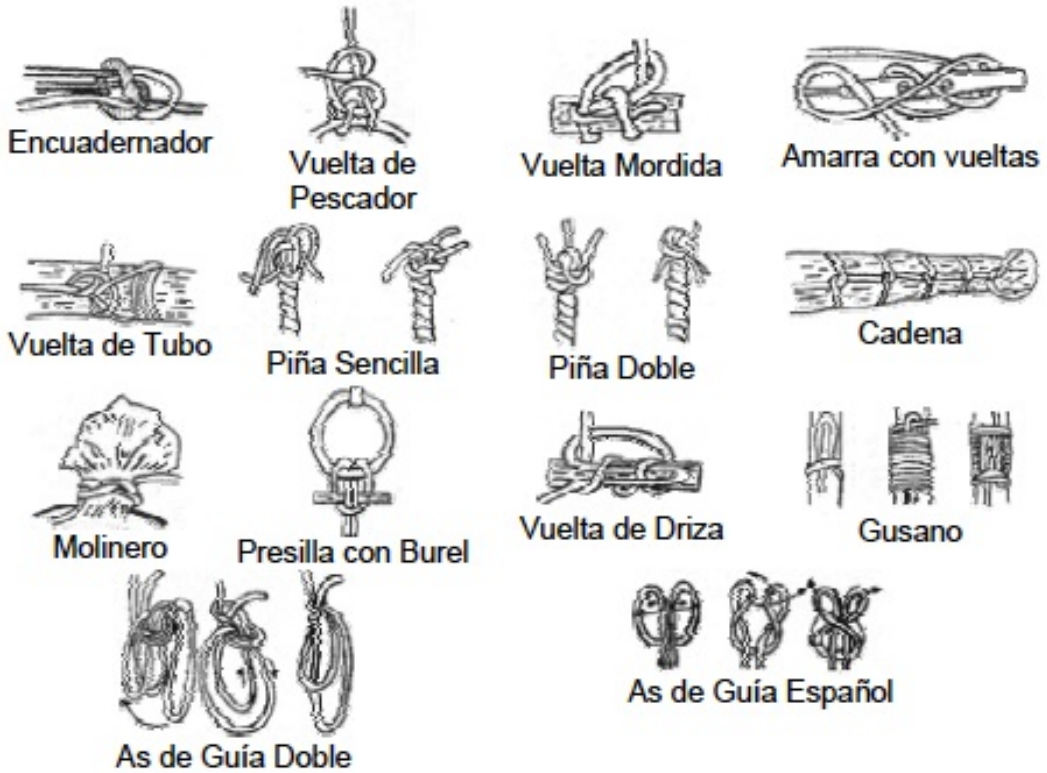 Encuadernador
Vuelta de
Pescador
Vuelta Mordida
Amarra con vueltas
Vuelta de Tubo
Piña Sencilla
Piña Doble
Cadena
Molinero
Presilla con Burel
Vuelta de Driza
Gusano
As de Guía Doble
As de Guía Español